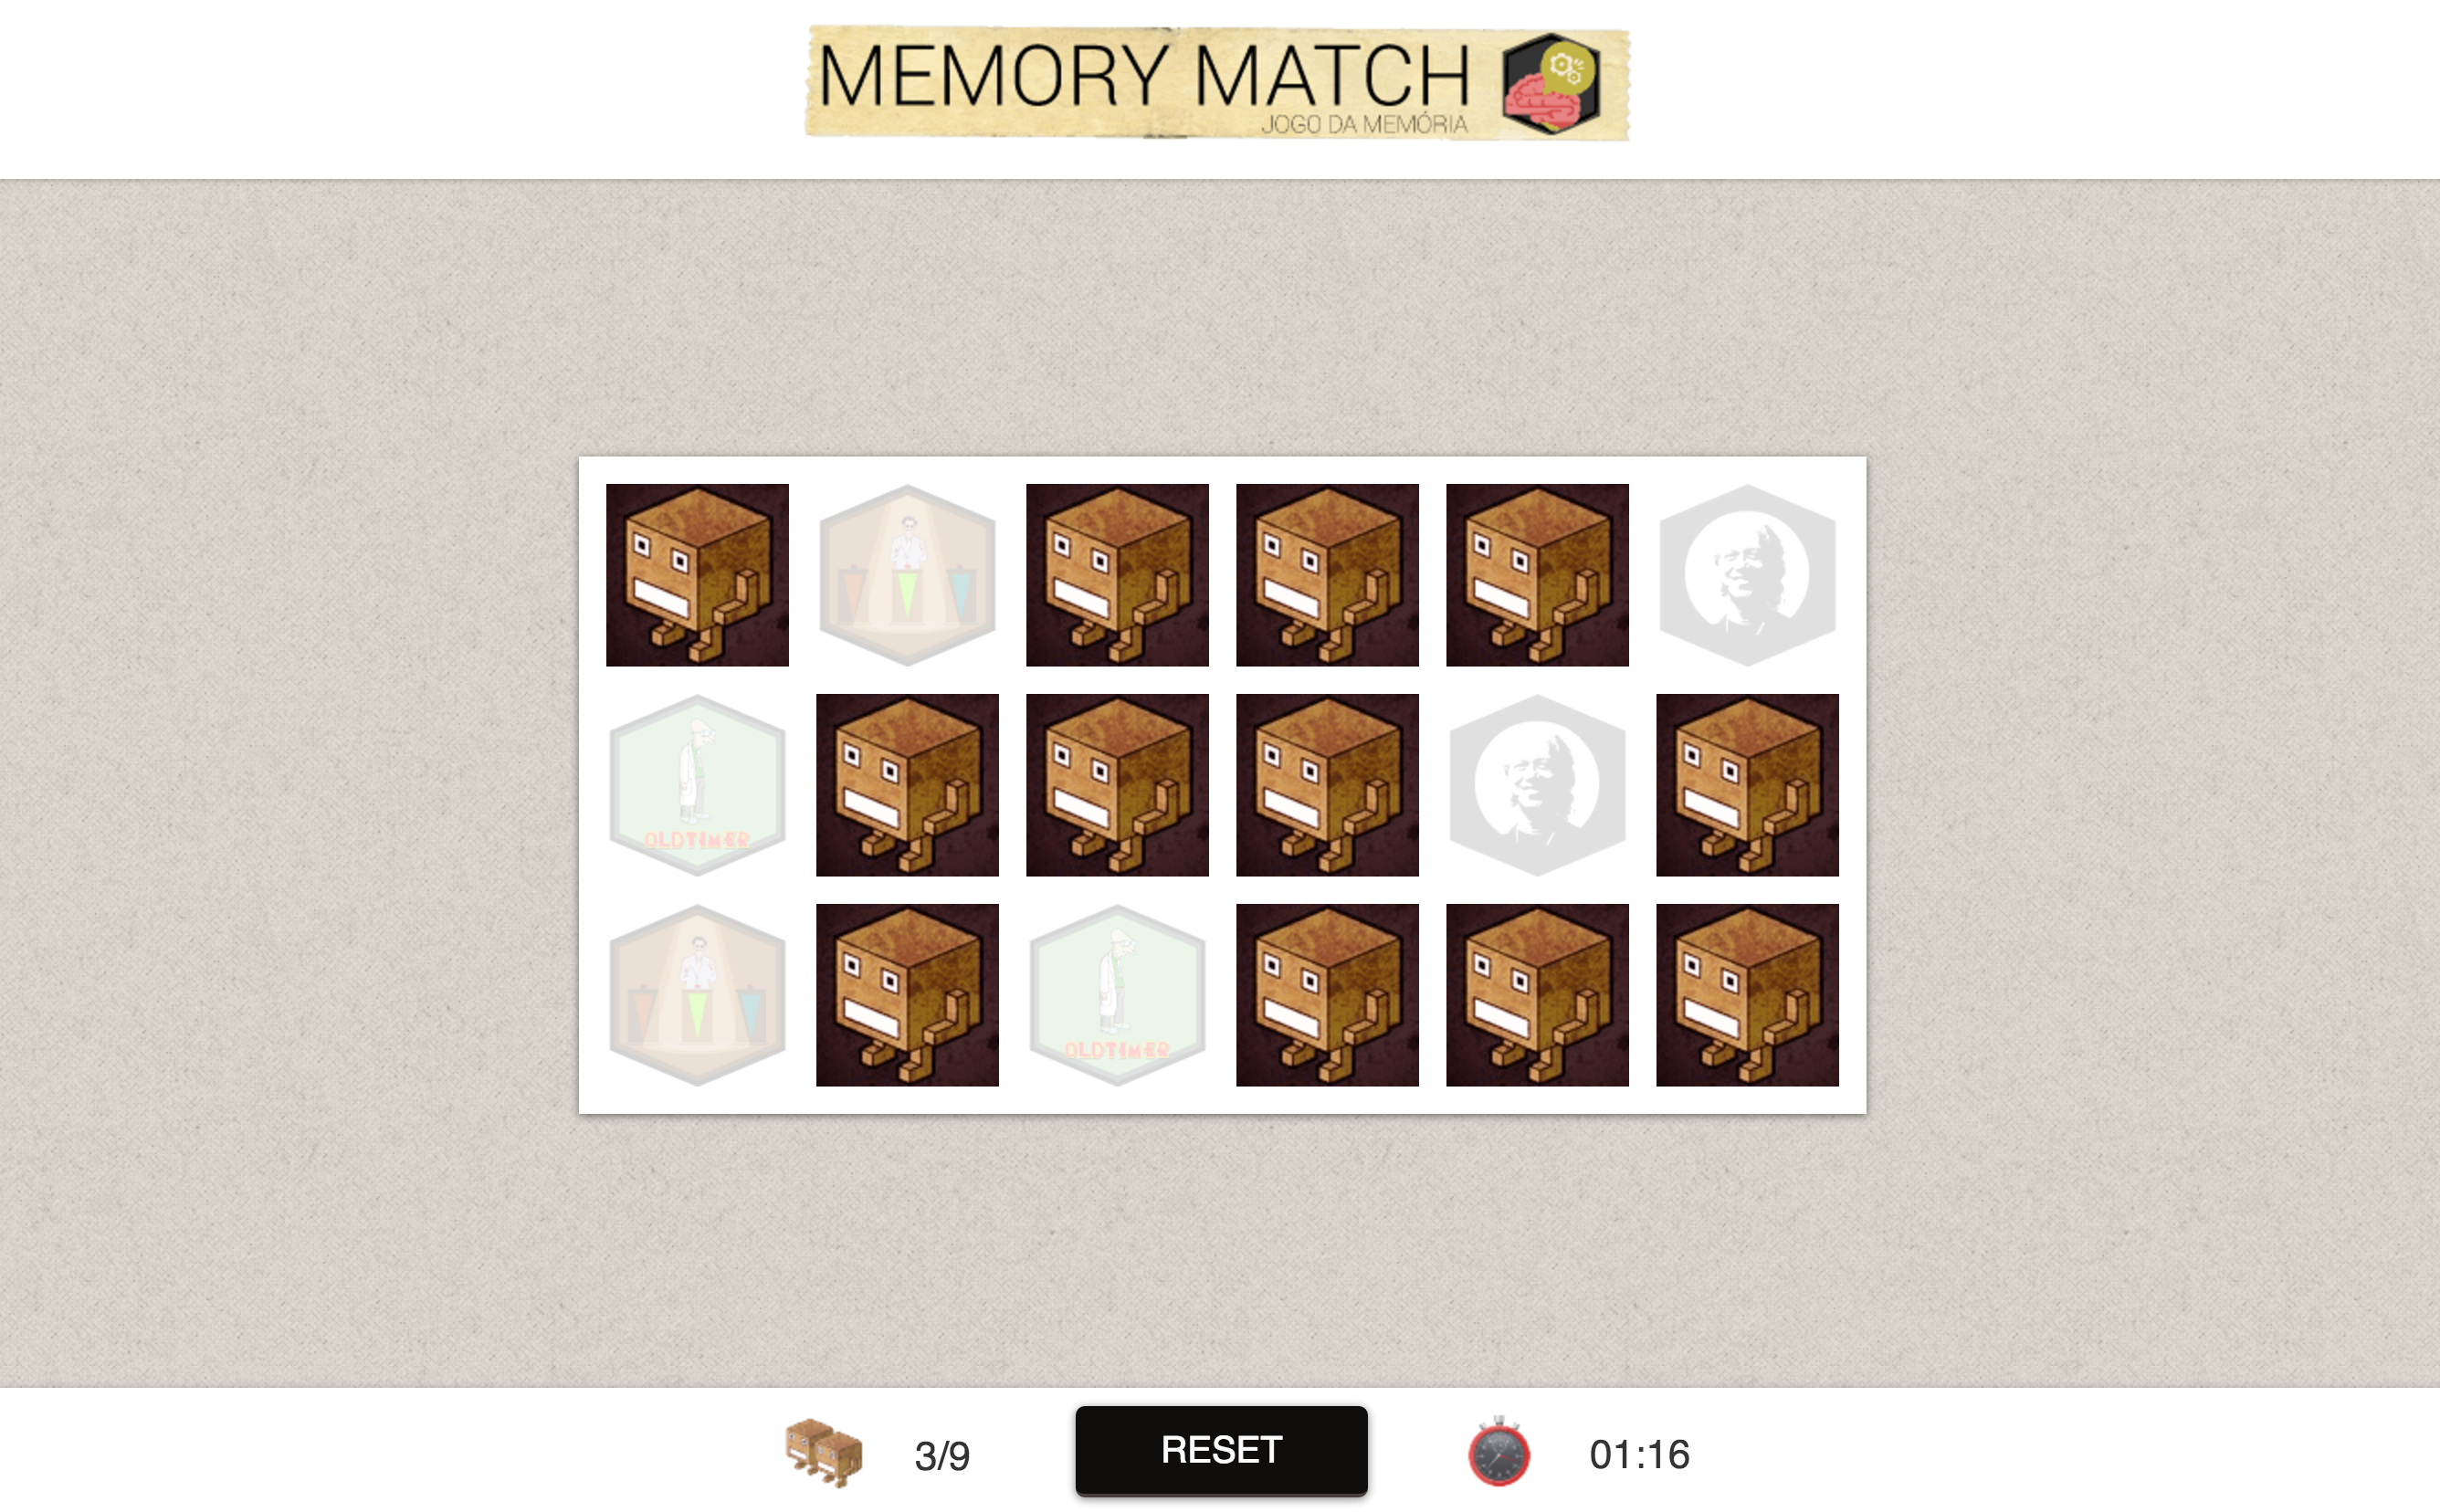 MEMORY MATCH
JOGO DA MEMÓRIA
OLDTIMER
OLDTIMER
3/9
RESET
01:16